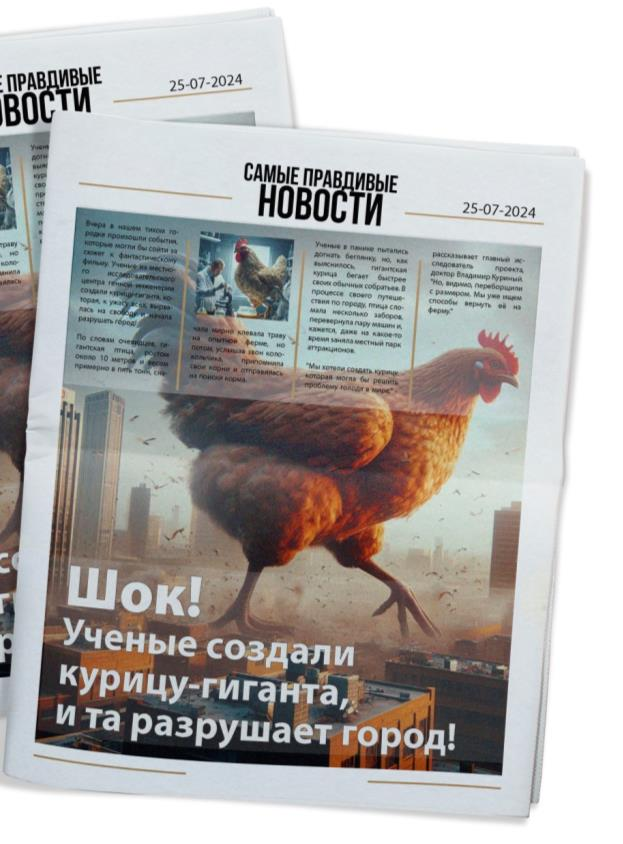 Е ПРАВДИВЫЕ
ОВОСТИ
25-07-2024
САМЫЕ ПРАВДИВЫЕ
НОВОСТИ
25-07-2024
Вчера в нашем тихом го-
родке произошли события,
которые могли бы сойти за
сюжет к фантастическому
фильму. Ученые из местно-
го исследовательского
центра генной инженерии
создали курицу-гиганта, ко-
торая, к ужасу всех, вырва-
лась на свободу и начала
разрушать город!
По словам очевидцев, ги-
гантская птица, ростом
около 10 метров и весом
примерно в пять тонн, сна-
чала мирно клевала траву
на опытной ферме, но
потом, услышав звон коло-
кольчика, припомнила
свои корни и отправилась
на поиски корма.
Ученые в панике пытались
догнать беглянку, но, как
выяснилось, гигантская
курица бегает быстрее
своих обычных собратьев. В
процессе своего путеше-
ствия по городу, птица сло-
мала несколько заборов,
перевернула пару машин и,
кажется, даже на какое-то
время заняла местный парк
аттракционов.
"Мы хотели создать курицу,
которая могла бы решить
проблему голода в мире",
рассказывает главный ис-
следователь проекта,
доктор Владимир Куриный.
"Но, видимо, переборщили
с размером. Мы уже ищем
способы вернуть её на
ферму."
Шок!
Ученые создали
курицу-гиганта,
и та разрушает город!